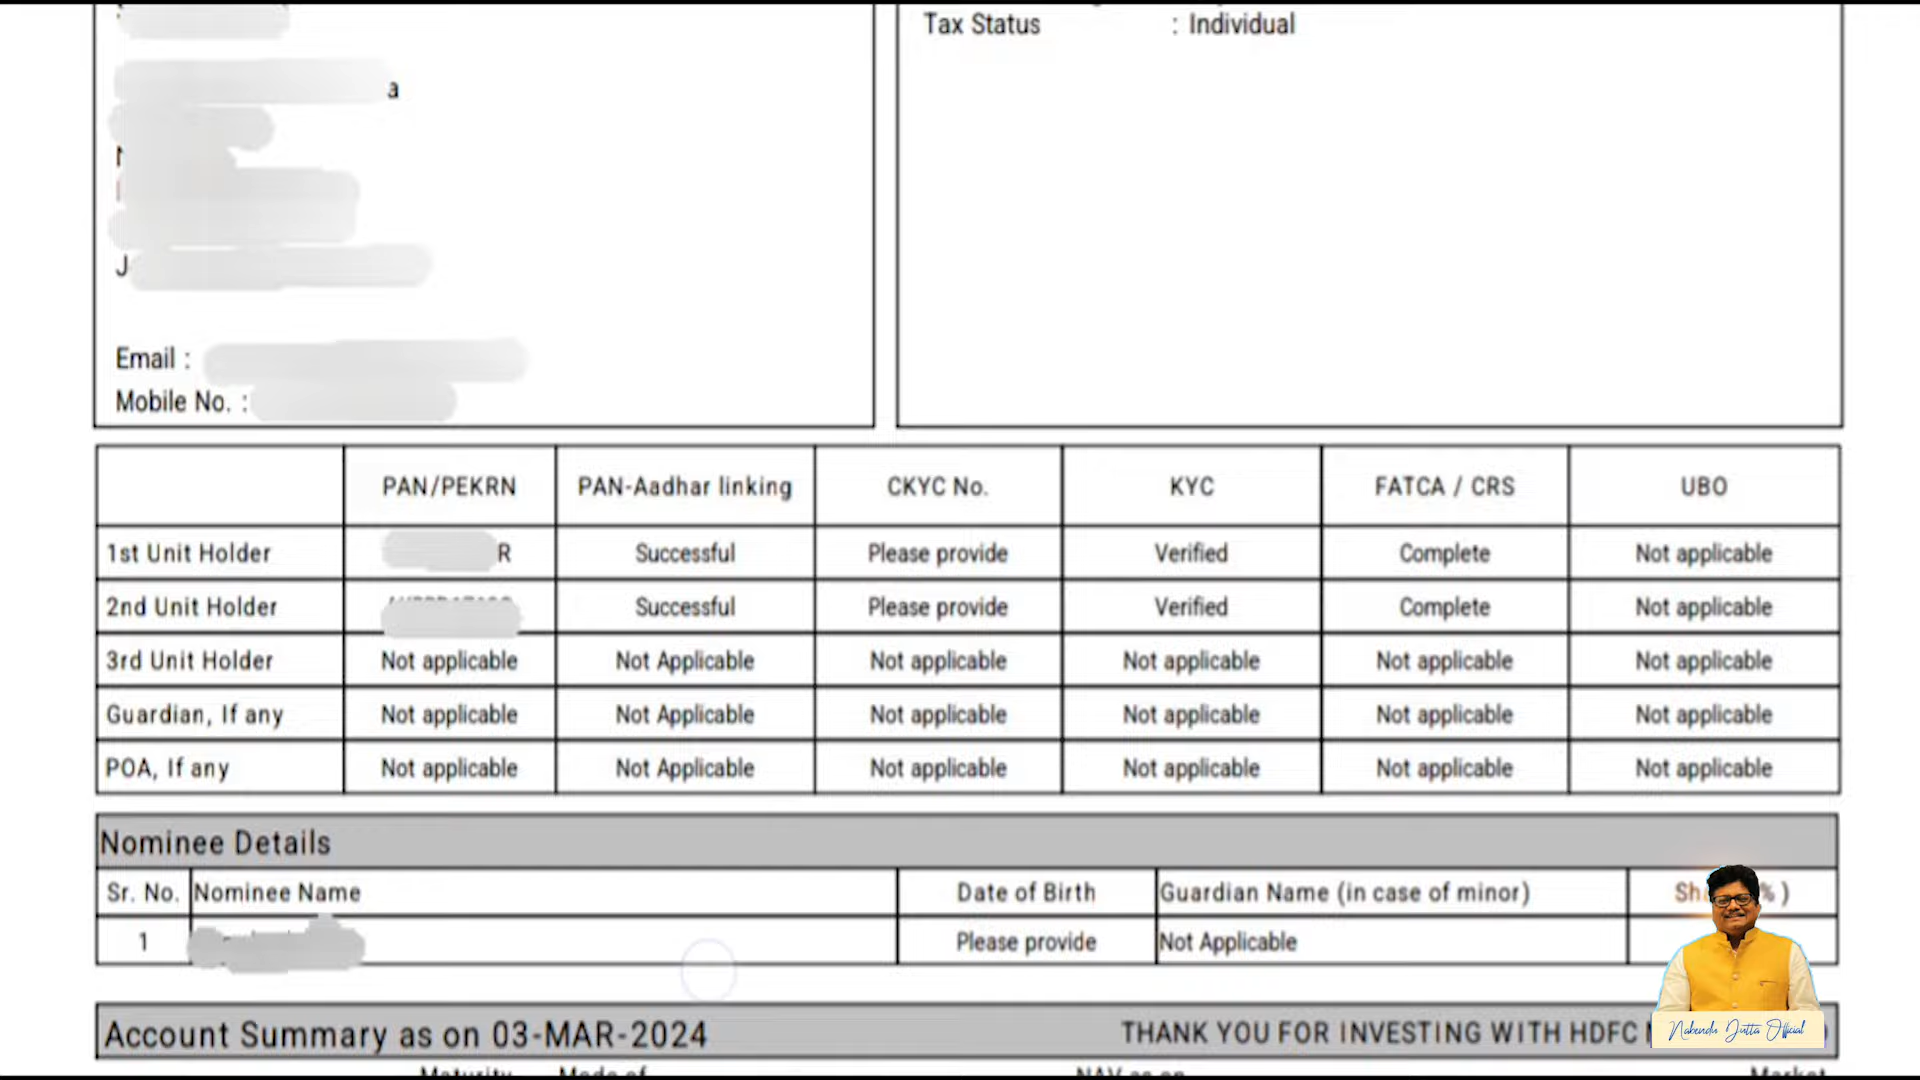 Tax Status : Individual
a
J
Email :
Mobile No. :
PAN/PEKRN PAN-Aadhar linking CKYC No. KYC FATCA / CRS UBO
1st Unit Holder R Successful Please provide Verified Complete Not applicable
2nd Unit Holder Successful Please provide Verified Complete Not applicable
3rd Unit Holder Not applicable Not Applicable Not applicable Not applicable Not applicable Not applicable
Guardian, If any Not applicable Not Applicable Not applicable Not applicable Not applicable Not applicable
POA, If any Not applicable Not Applicable Not applicable Not applicable Not applicable Not applicable
Nominee Details
Sr. No. Nominee Name Date of Birth Guardian Name (in case of minor) % )
1 Please provide Not Applicable
Account Summary as on 03-MAR-2024 THANK YOU FOR INVESTING WITH HDFC
Nabendu Jutta Official